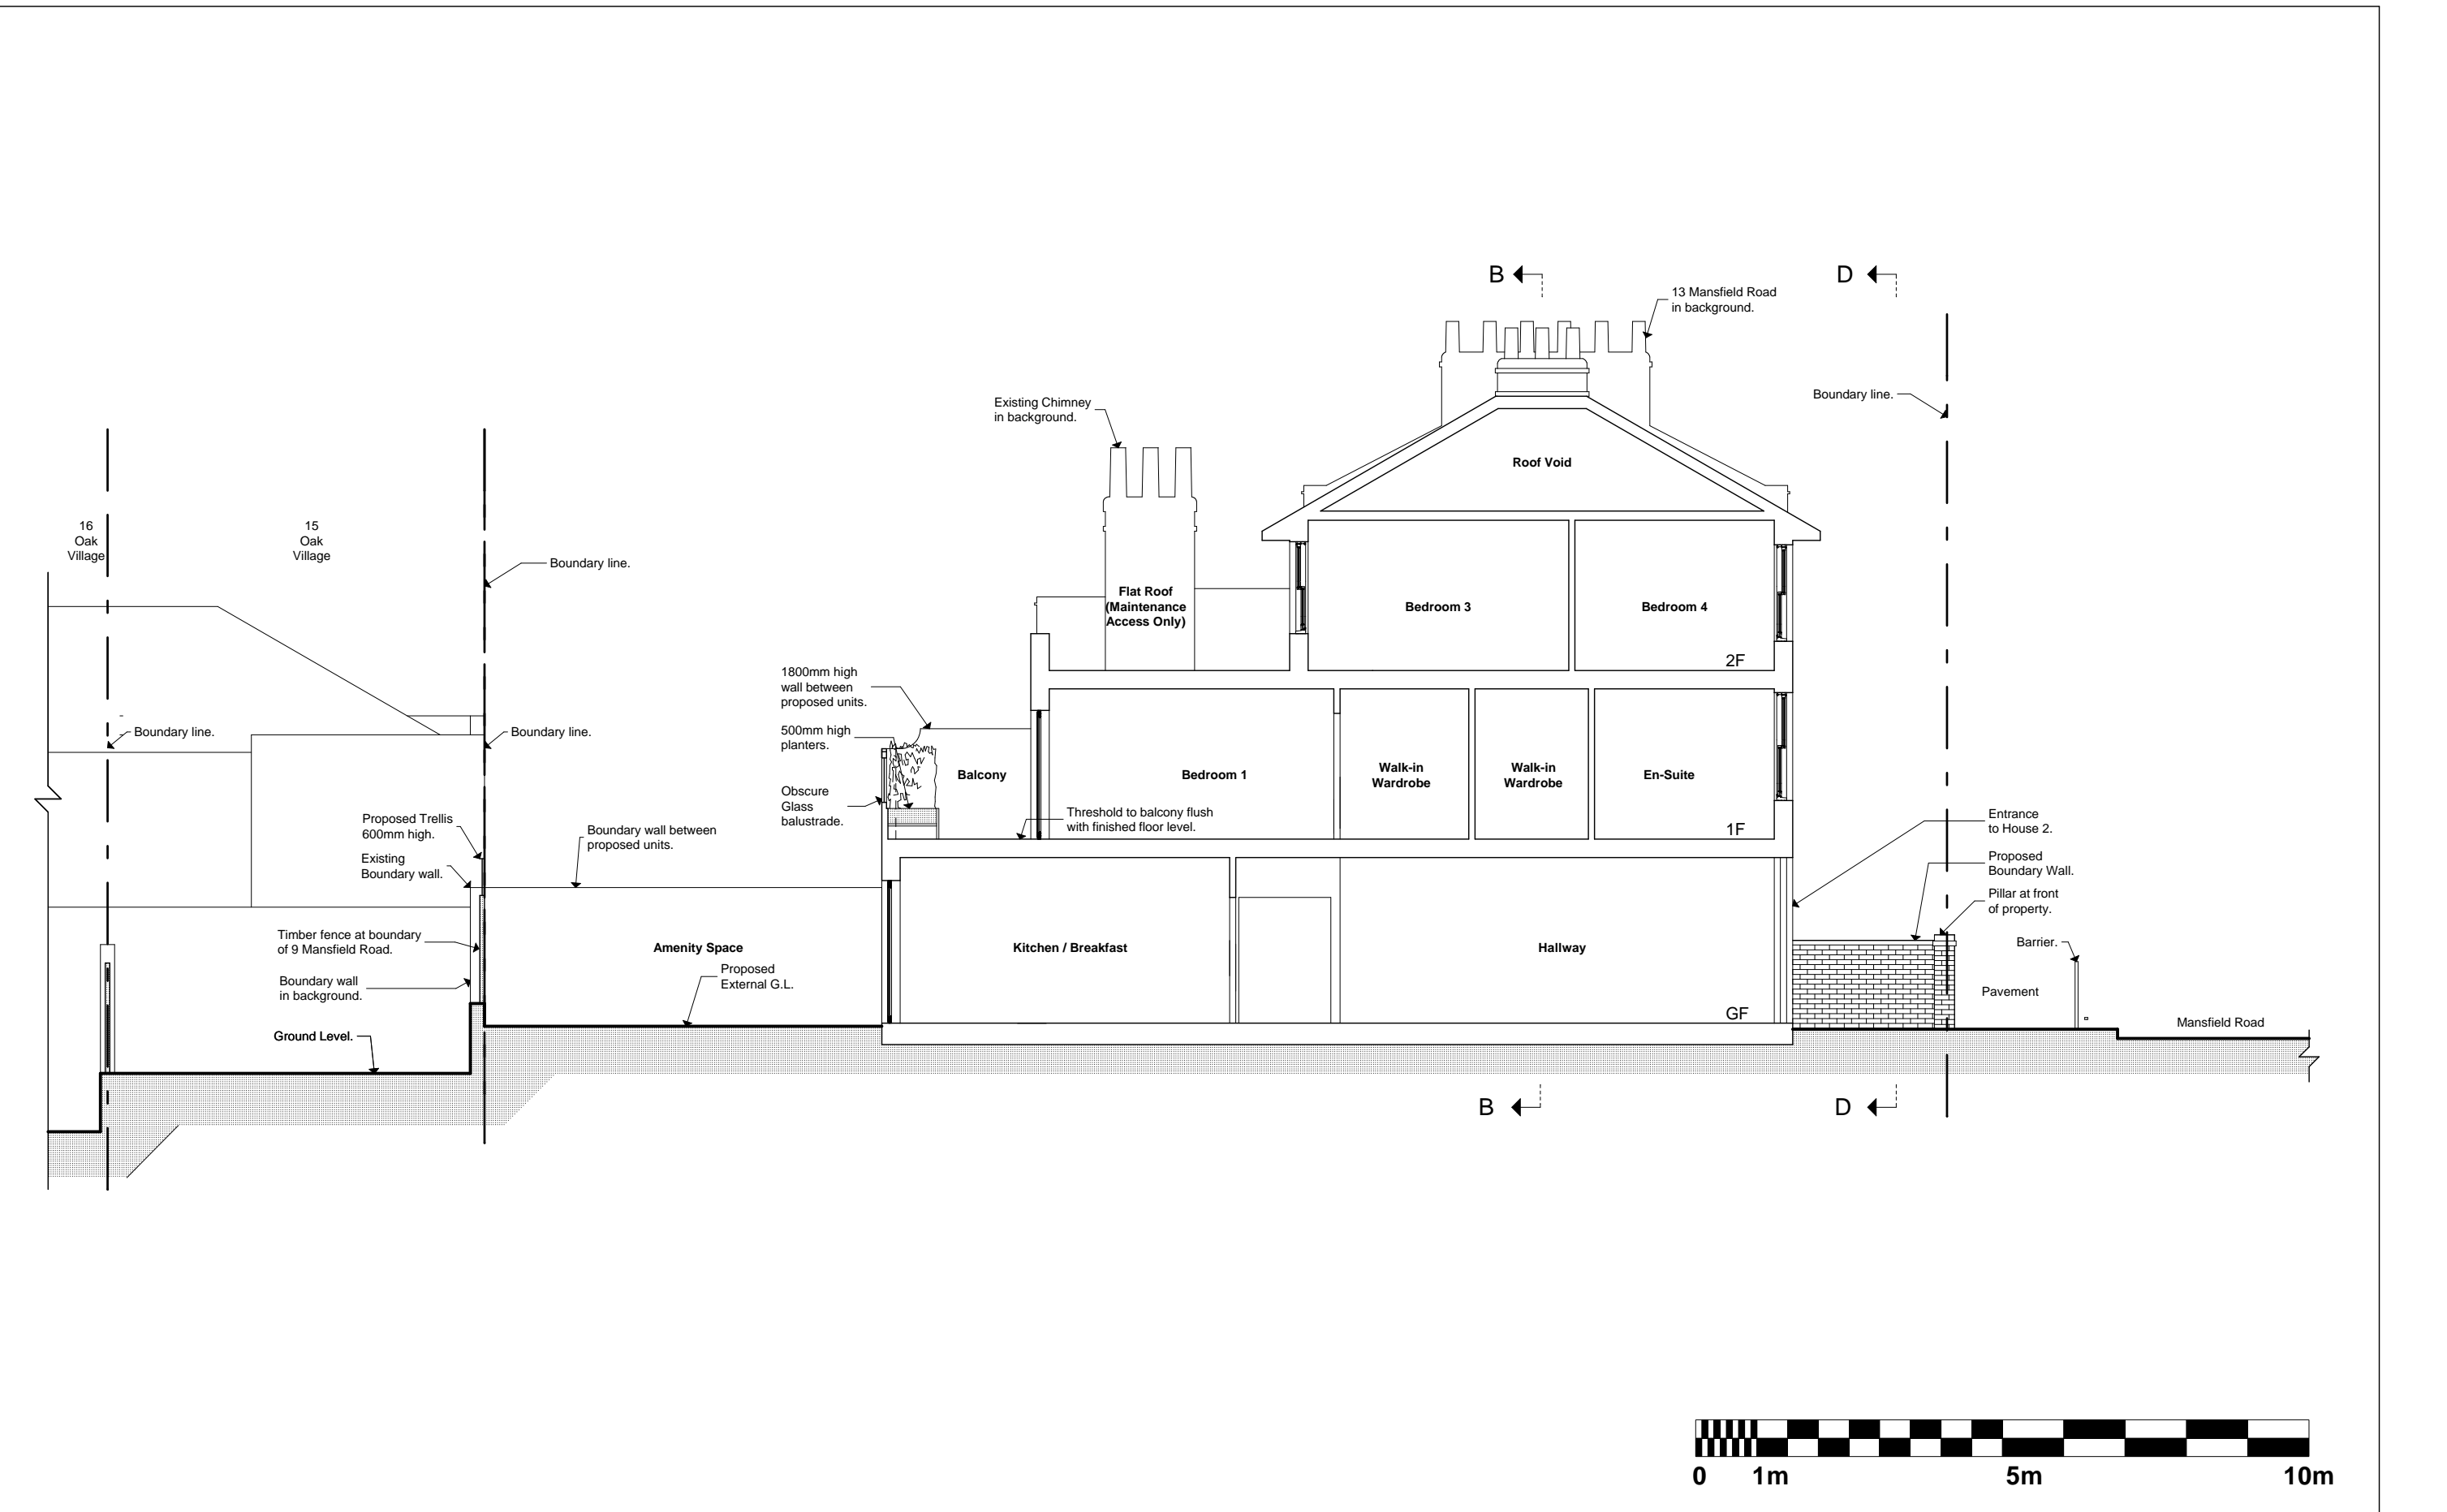 B
D
13 Mansfield Road
in background.
Boundary line.
Existing Chimney
in background.
Roof Void
16
Oak
Village
15
Oak
Village
Boundary line.
Flat Roof
(Maintenance
Access Only)
Bedroom 3
Bedroom 4
2F
1800mm high
wall between
proposed units.
500mm high
planters.
Boundary line.
Boundary line.
Balcony
Bedroom 1
Walk-in
Wardrobe
Walk-in
Wardrobe
En-Suite
Obscure
Glass
balustrade.
Threshold to balcony flush
with finished floor level.
1F
Entrance
to House 2.
Proposed Trellis
600mm high.
Boundary wall between
proposed units.
Existing
Boundary wall.
Proposed
Boundary Wall.
Pillar at front
of property.
Timber fence at boundary
of 9 Mansfield Road.
Amenity Space
Kitchen / Breakfast
Hallway
Barrier.
Proposed
External G.L.
Boundary wall
in background.
Pavement
GF
Mansfield Road
Ground Level.
B
D
0
1m
5m
10m